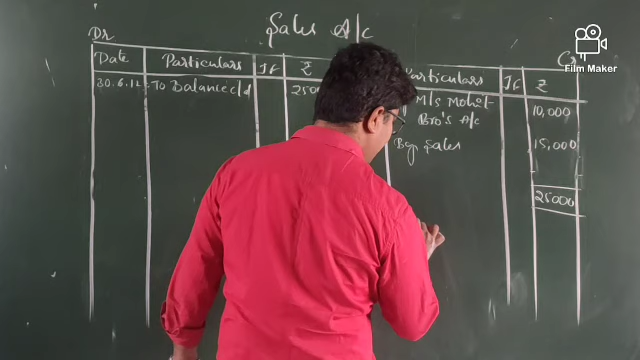 Sales A/c
Dr
Cr
Date Particulars JF ₹ Particulars JF ₹
30.6.12 To Balance c/d M/s Mohit 10,000
Bro's A/c
By Sales 15,000
25000
Film Maker